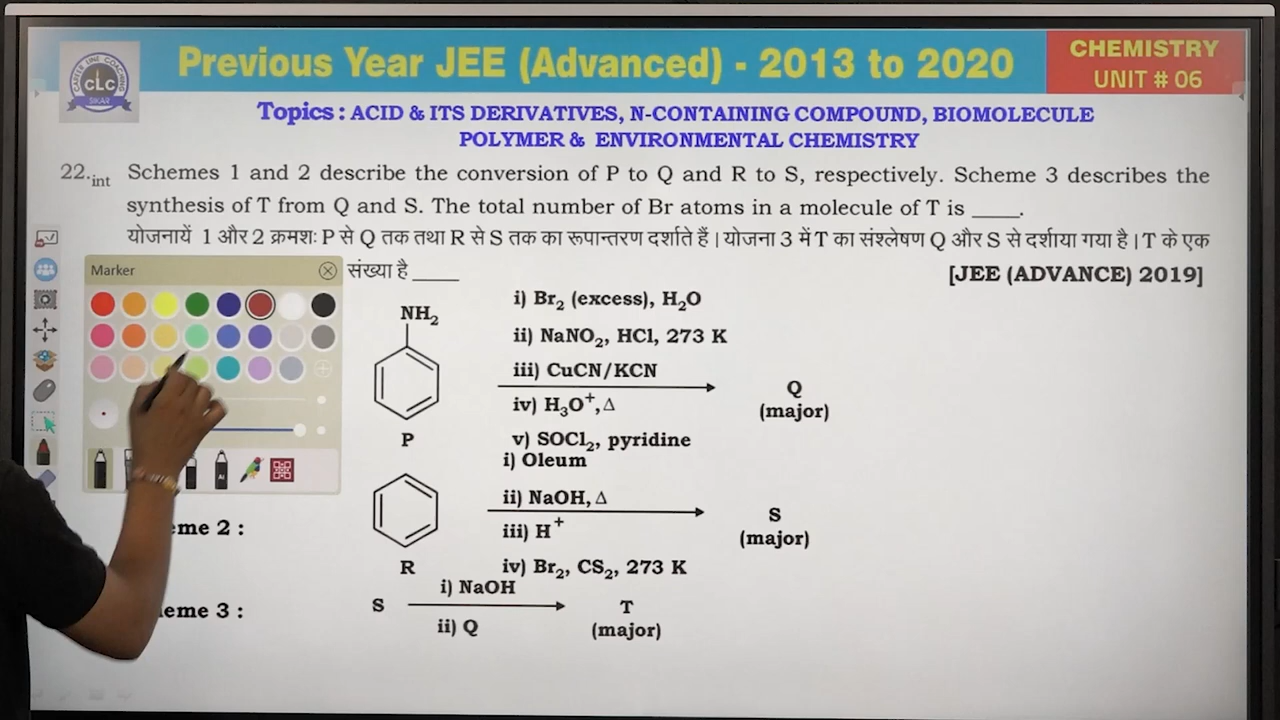 Previous Year JEE (Advanced) - 2013 to 2020
CHEMISTRY
UNIT # 06
CAREER LINE COACHING
CLC
SIKAR
Topics : ACID & ITS DERIVATIVES, N-CONTAINING COMPOUND, BIOMOLECULE
POLYMER & ENVIRONMENTAL CHEMISTRY
22.int Schemes 1 and 2 describe the conversion of P to Q and R to S, respectively. Scheme 3 describes the
synthesis of T from Q and S. The total number of Br atoms in a molecule of T is ____.
योजनायें 1 और 2 क्रमशः P से Q तक तथा R से S तक का रूपान्तरण दर्शाते हैं | योजना 3 में T का संश्लेषण Q और S से दर्शाया गया है | T के एक
संख्या है ____
[JEE (ADVANCE) 2019]
Marker
NH₂
P
i) Br₂ (excess), H₂O
ii) NaNO₂, HCl, 273 K
iii) CuCN/KCN
iv) H₃O⁺, Δ
v) SOCl₂, pyridine
Q
(major)
eme 2 :
R
i) Oleum
ii) NaOH, Δ
iii) H⁺
iv) Br₂, CS₂, 273 K
S
(major)
eme 3 :
S
i) NaOH
ii) Q
T
(major)